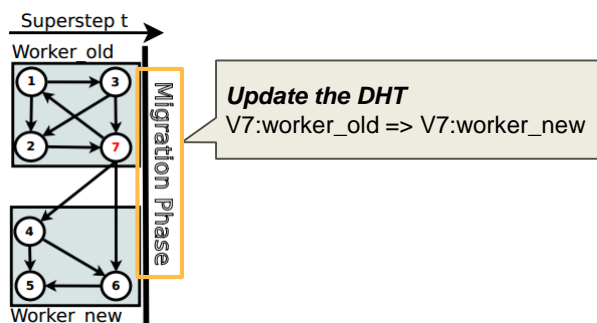 Superstep t
Worker_old
1
3
2
7
Migration Phase
Update the DHT
V7:worker_old => V7:worker_new
4
5
6
Worker_new